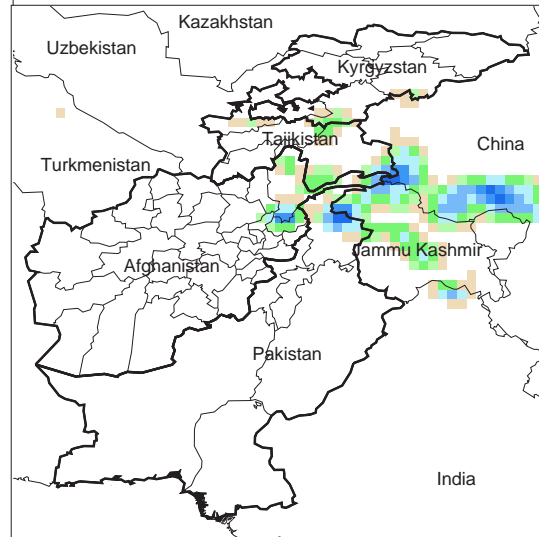 Kazakhstan
Uzbekistan
Kyrgyzstan
Tajikistan
China
Turkmenistan
Jammu Kashmir
Afghanistan
Pakistan
India